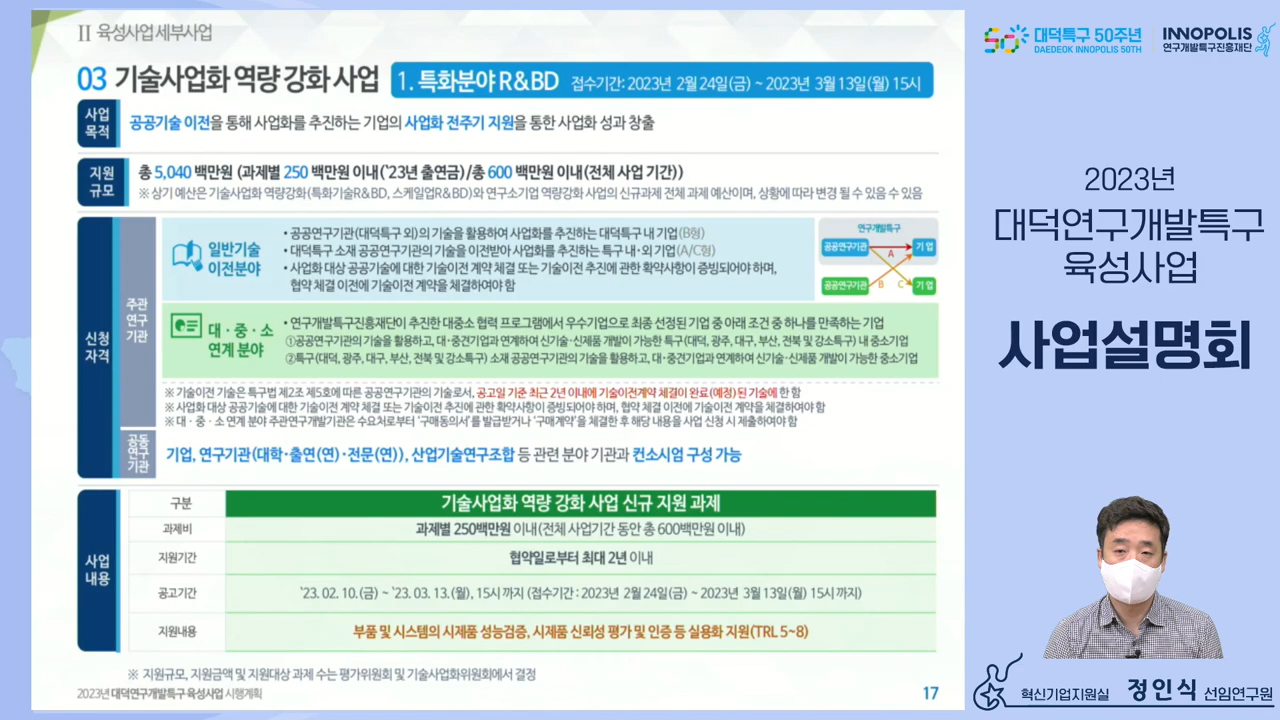 II 육성사업 세부사업
03 기술사업화 역량 강화 사업
1. 특화분야 R&BD 접수기간: 2023년 2월 24일(금) ~ 2023년 3월 13일(월) 15시
사업
목적
공공기술 이전을 통해 사업화를 추진하는 기업의 사업화 전주기 지원을 통한 사업화 성과 창출
지원
규모
총 5,040 백만원 (과제별 250 백만원 이내('23년 출연금)/총 600 백만원 이내(전체 사업 기간))
※ 상기 예산은 기술사업화 역량강화(특화기술R&BD, 스케일업R&BD)와 연구소기업 역량강화 사업의 신규과제 전체 과제 예산이며, 상황에 따라 변경 될 수 있음 수 있음
신청
자격
주관
연구
기관
일반기술
이전분야
• 공공연구기관(대덕특구 외)의 기술을 활용하여 사업화를 추진하는 대덕특구 내 기업(B형)
• 대덕특구 소재 공공연구기관의 기술을 이전받아 사업화를 추진하는 특구 내·외 기업(A/C형)
• 사업화 대상 공공기술에 대한 기술이전 계약 체결 또는 기술이전 추진에 관한 확약사항이 증빙되어야 하며,
협약 체결 이전에 기술이전 계약을 체결하여야 함
연구개발특구
공공연구기관
기 업
A
공공연구기관
B
C
기 업
대·중·소
연계 분야
• 연구개발특구진흥재단이 추진한 대중소 협력 프로그램에서 우수기업으로 최종 선정된 기업 중 아래 조건 중 하나를 만족하는 기업
①공공연구기관의 기술을 활용하고, 대·중견기업과 연계하여 신기술·신제품 개발이 가능한 특구(대덕, 광주, 대구, 부산, 전북 및 강소특구) 내 중소기업
②특구(대덕, 광주, 대구, 부산, 전북 및 강소특구) 소재 공공연구기관의 기술을 활용하고, 대·중견기업과 연계하여 신기술·신제품 개발이 가능한 중소기업
※ 기술이전 기술은 특구법 제2조 제5호에 따른 공공연구기관의 기술로서, 공고일 기준 최근 2년 이내에 기술이전계약 체결이 완료(예정)된 기술에 한 함
※ 사업화 대상 공공기술에 대한 기술이전 계약 체결 또는 기술이전 추진에 관한 확약사항이 증빙되어야 하며, 협약 체결 이전에 기술이전 계약을 체결하여야 함
※ 대·중·소 연계 분야 주관연구개발기관은 수요처로부터 '구매동의서'를 발급받거나 '구매계약'을 체결한 후 해당 내용을 사업 신청 시 제출하여야 함
공동
연구
기관
기업, 연구기관(대학·출연(연)·전문(연)), 산업기술연구조합 등 관련 분야 기관과 컨소시엄 구성 가능
사업
내용
구분
기술사업화 역량 강화 사업 신규 지원 과제
과제비
과제별 250백만원 이내(전체 사업기간 동안 총 600백만원 이내)
지원기간
협약일로부터 최대 2년 이내
공고기간
'23. 02. 10.(금) ~ '23. 03. 13.(월), 15시 까지 (접수기간 : 2023년 2월 24일(금) ~ 2023년 3월 13일(월) 15시 까지)
지원내용
부품 및 시스템의 시제품 성능검증, 시제품 신뢰성 평가 및 인증 등 실용화 지원(TRL 5~8)
※ 지원규모, 지원금액 및 지원대상 과제 수는 평가위원회 및 기술사업화위원회에서 결정
2023년 대덕연구개발특구 육성사업 시행계획
17
50
대덕특구 50주년
DAEDEOK INNOPOLIS 50TH
INNOPOLIS
연구개발특구진흥재단
2023년
대덕연구개발특구
육성사업
사업설명회
혁신기업지원실 정인식 선임연구원